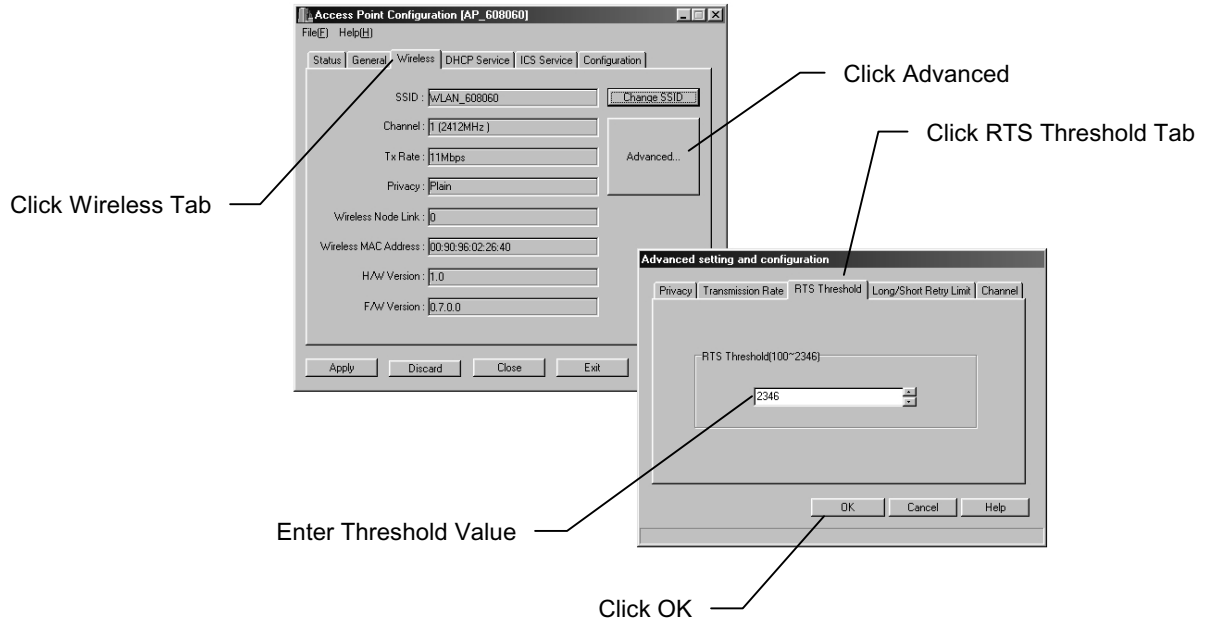 Access Point Configuration [AP_608060]
File(F) Help(H)
Status General Wireless DHCP Service ICS Service Configuration
SSID : WLAN_608060 Change SSID
Channel : 1 (2412MHz )
Tx Rate : 11Mbps Advanced...
Privacy : Plain
Wireless Node Link : 0
Wireless MAC Address : 00:90:96:02:26:40
H/W Version : 1.0
F/W Version : 0.7.0.0
Apply Discard Close Exit
Click Advanced
Click RTS Threshold Tab
Click Wireless Tab
Advanced setting and configuration
Privacy Transmission Rate RTS Threshold Long/Short Retry Limit Channel
RTS Threshold(100~2346)
2346
OK Cancel Help
Enter Threshold Value
Click OK